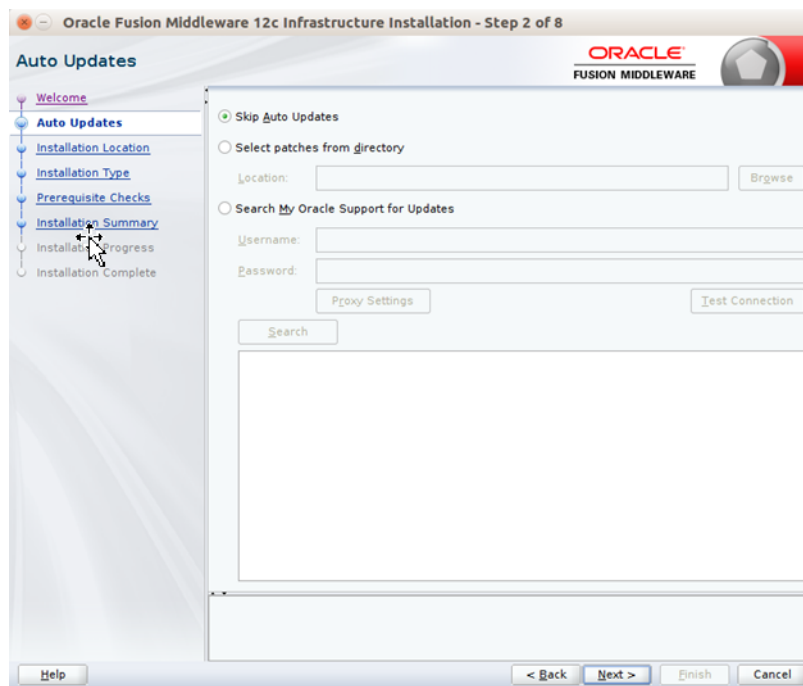 Oracle Fusion Middleware 12c Infrastructure Installation - Step 2 of 8
Auto Updates
ORACLE
FUSION MIDDLEWARE
Welcome
Auto Updates
Installation Location
Installation Type
Prerequisite Checks
Installation Summary
Installation Progress
Installation Complete
Skip Auto Updates
Select patches from directory
Location:
Browse
Search My Oracle Support for Updates
Username:
Password:
Proxy Settings
Test Connection
Search
Help
< Back
Next >
Finish
Cancel